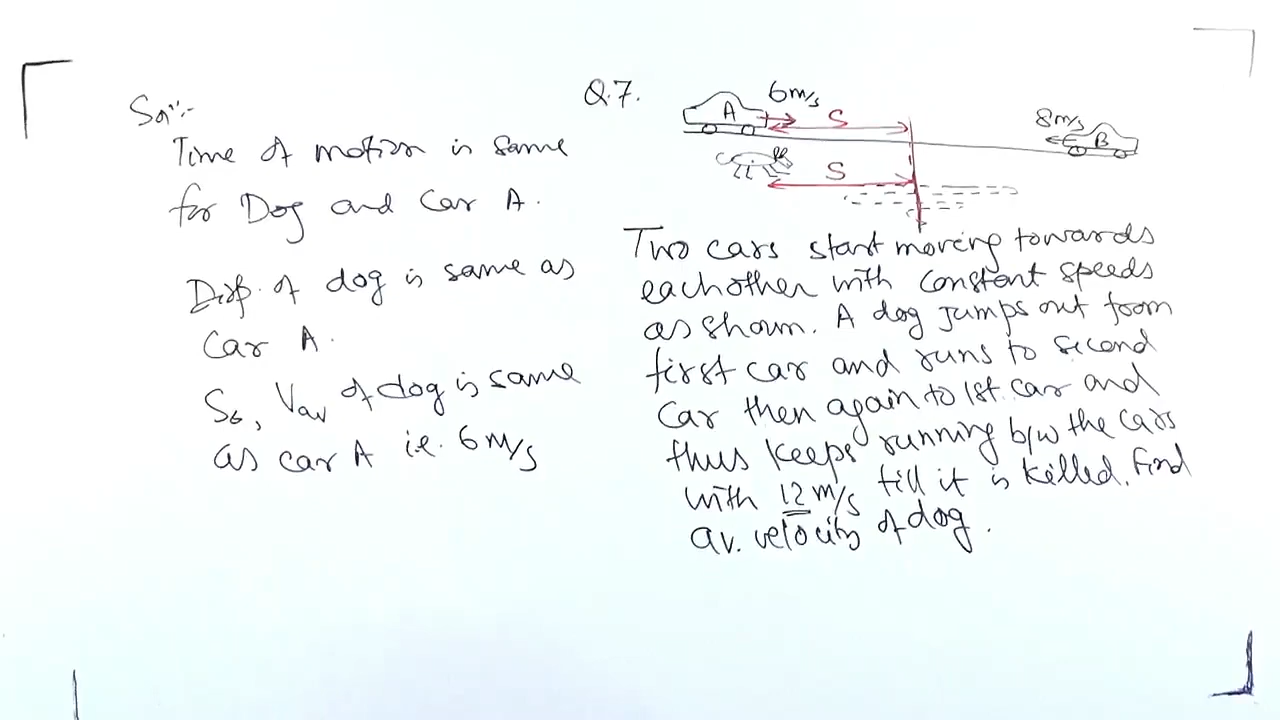 Soln:-
Time of motion is same
for Dog and Car A.
Disp. of dog is same as
Car A.
So, Vav of dog is same
as car A i.e. 6 m/s
Q.7.
A
6 m/s
S
8 m/s
B
S
Two cars start moving towards
eachother with constant speeds
as shown. A dog jumps out from
first car and runs to second
car then again to 1st. car and
thus keeps running b/w the cars
with 12 m/s till it is killed. Find
av. velocity of dog.